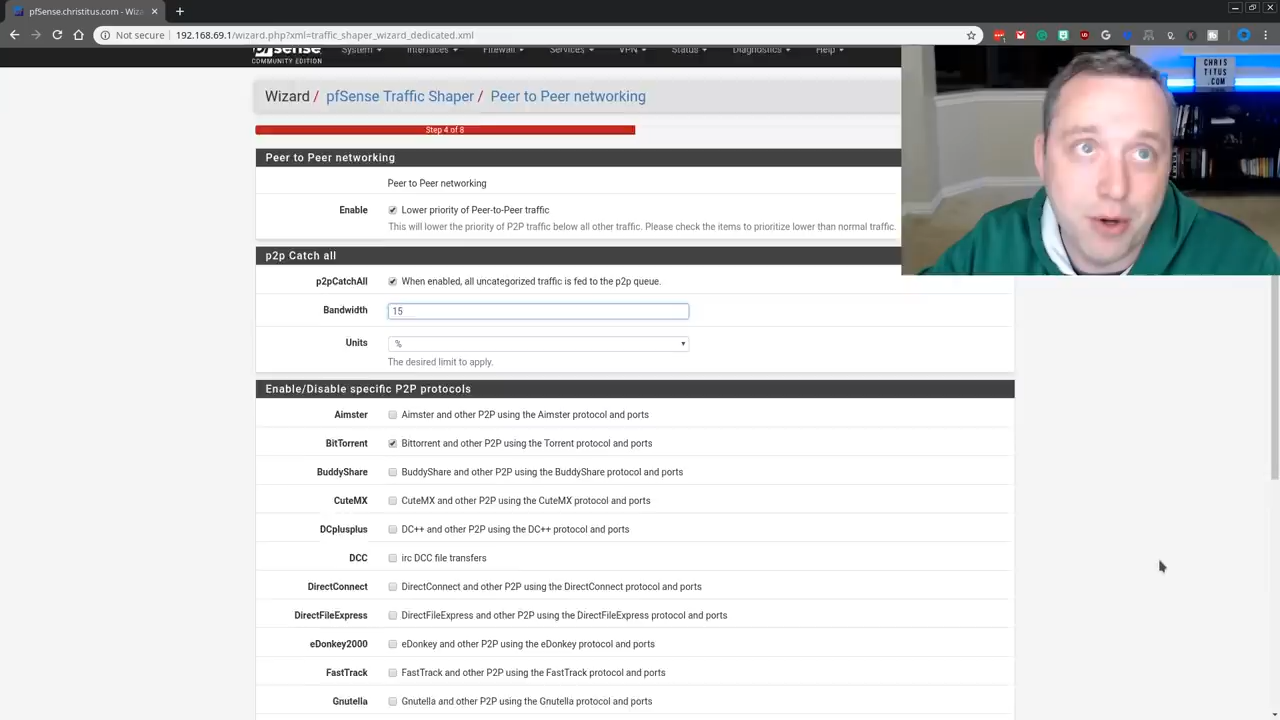 pfSense.christitus.com - Wiz
Not secure | 192.168.69.1/wizard.php?xml=traffic_shaper_wizard_dedicated.xml
pfsense
COMMUNITY EDITION
System
Interfaces
Firewall
Services
VPN
Status
Diagnostics
Help
CHRIS
TITUS
.COM
Wizard / pfSense Traffic Shaper / Peer to Peer networking
Step 4 of 8
Peer to Peer networking
Peer to Peer networking
Enable
Lower priority of Peer-to-Peer traffic
This will lower the priority of P2P traffic below all other traffic. Please check the items to prioritize lower than normal traffic.
p2p Catch all
p2pCatchAll
When enabled, all uncategorized traffic is fed to the p2p queue.
Bandwidth
15
Units
%
The desired limit to apply.
Enable/Disable specific P2P protocols
Aimster
Aimster and other P2P using the Aimster protocol and ports
BitTorrent
Bittorrent and other P2P using the Torrent protocol and ports
BuddyShare
BuddyShare and other P2P using the BuddyShare protocol and ports
CuteMX
CuteMX and other P2P using the CuteMX protocol and ports
DCplusplus
DC++ and other P2P using the DC++ protocol and ports
DCC
irc DCC file transfers
DirectConnect
DirectConnect and other P2P using the DirectConnect protocol and ports
DirectFileExpress
DirectFileExpress and other P2P using the DirectFileExpress protocol and ports
eDonkey2000
eDonkey and other P2P using the eDonkey protocol and ports
FastTrack
FastTrack and other P2P using the FastTrack protocol and ports
Gnutella
Gnutella and other P2P using the Gnutella protocol and ports